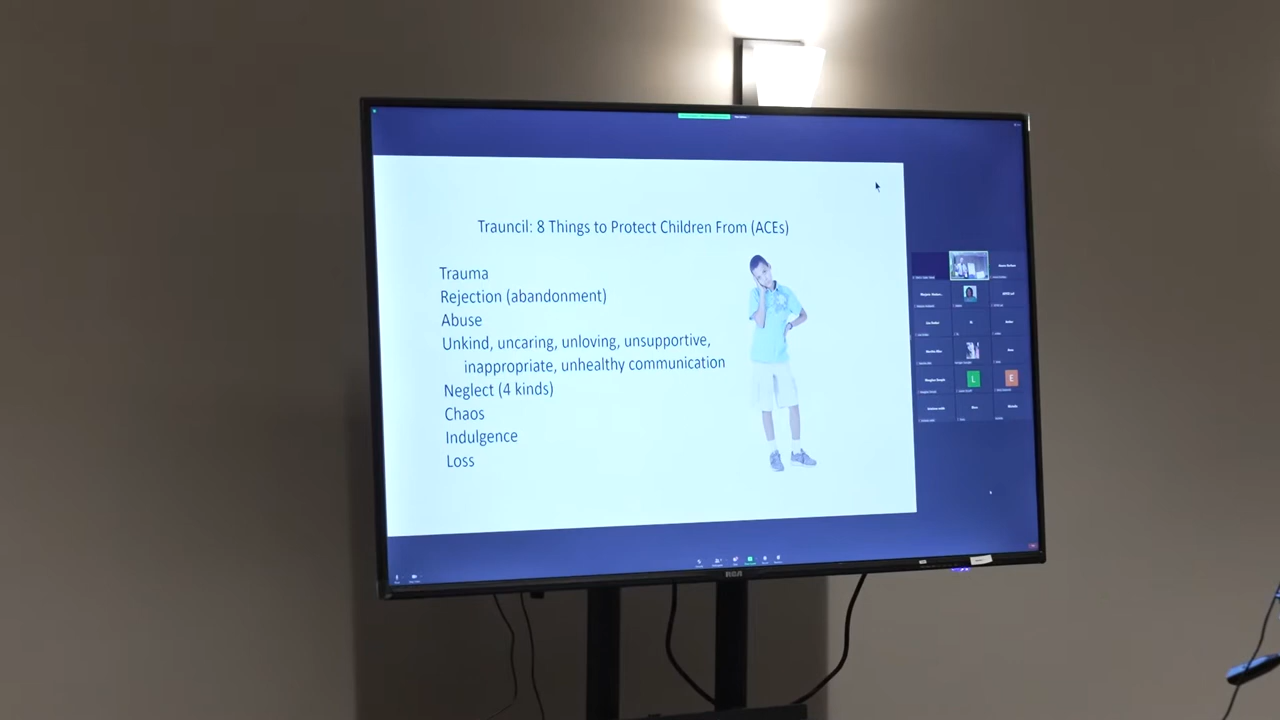 Trauncil: 8 Things to Protect Children From (ACEs)
Trauma
Rejection (abandonment)
Abuse
Unkind, uncaring, unloving, unsupportive,
inappropriate, unhealthy communication
Neglect (4 kinds)
Chaos
Indulgence
Loss
L
E
RCA